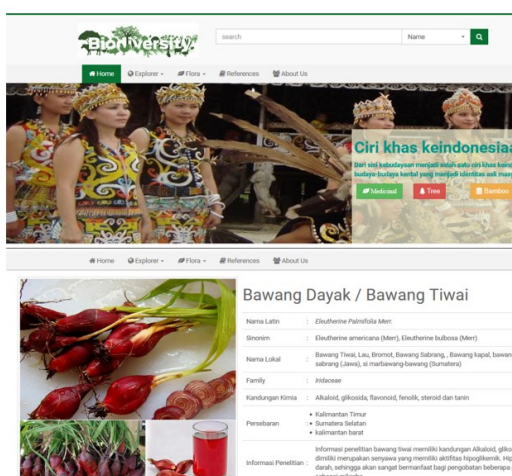 Biodiversity
search
Name
Home Explorer Flora References About Us
Ciri khas keindonesiaa
Dari sini kebudayaan menjadi salah satu ciri khas
budaya-budaya kental yang menjadi identitas asli
Medicinal Tree Bamboo
Home Explorer Flora References About Us
Bawang Dayak / Bawang Tiwai
Nama Latin : Eleutherine Palmifolia Merr.
Sinonim : Eleutherine americana (Merr), Eleutherine bulbosa (Merr)
Nama Lokal : Bawang Tiwai, Lau, Bromot, Bawang Sabrang, , Bawang kapal, bawan
sabrang (Jawa), si marbawang-bawang (Sumatera)
Family : Iridaceae
Kandungan Kimia : Alkaloid, glikosida, flavonoid, fenolik, steroid dan tanin
• Kalimantan Timur
Persebaran : • Sumatera Selatan
• kalimantan barat
Informasi penelitian bawang tiwai memiliki kandungan Alkaloid, gliko
Informasi Penelitian : dimiliki merupakan senyawa yang memiliki aktifitas hipoglikemik. Hip
darah, sehingga akan sangat bermanfaat bagi pengobatan beberapa